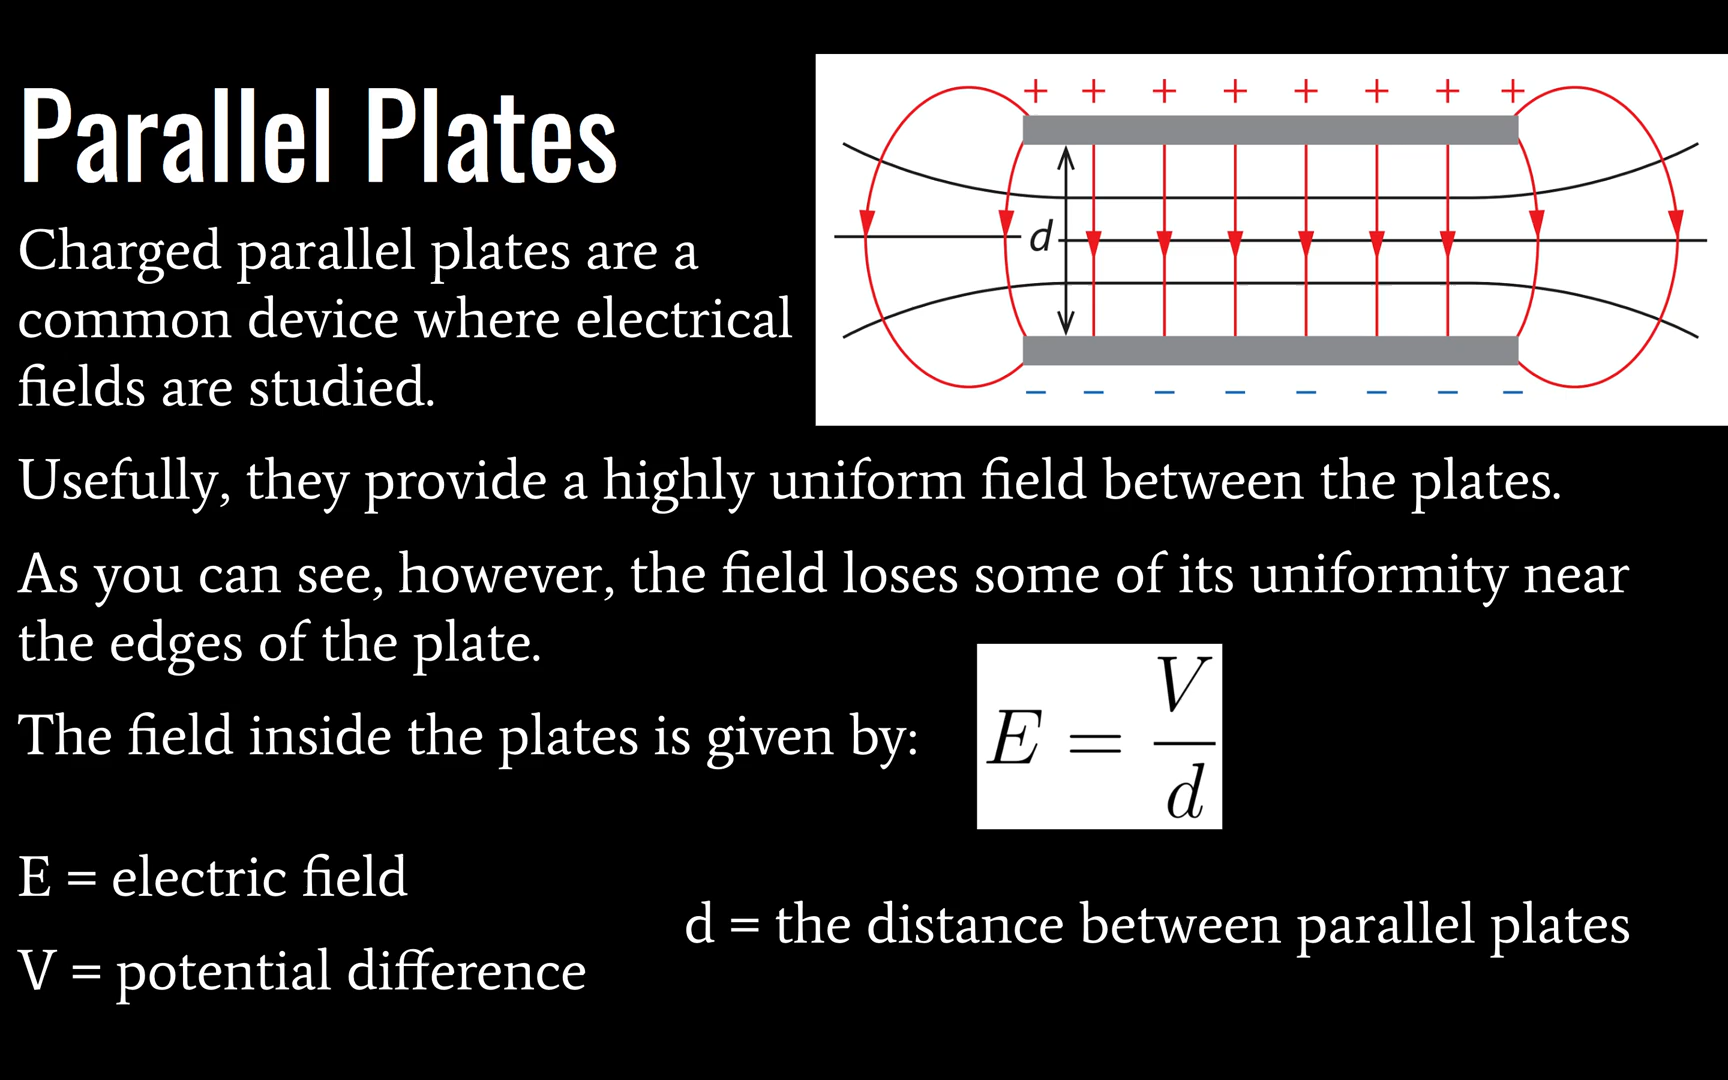 Parallel Plates
+ + + + + + + +
d
− − − − − − − −
Charged parallel plates are a
common device where electrical
fields are studied.
Usefully, they provide a highly uniform field between the plates.
As you can see, however, the field loses some of its uniformity near
the edges of the plate.
The field inside the plates is given by:
E = V/d
E = electric field
V = potential difference
d = the distance between parallel plates